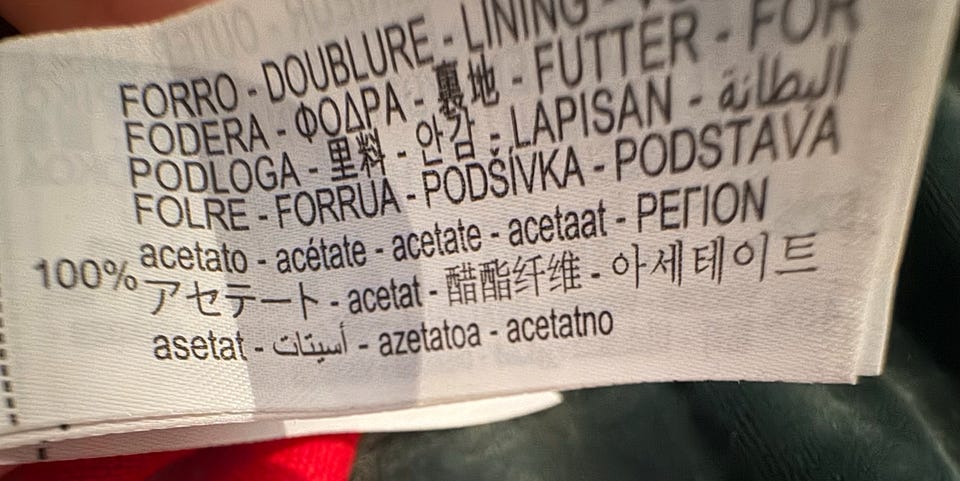 FORRO - DOUBLURE - LINING -
FODERA - ΦΟΔΡΑ - 裏地 - FUTTER - FOR
PODLOGA - 里料 - 안감 - LAPISAN - البطانة
FOLRE - FORRUA - PODŠÍVKA - PODSTAVA
100% acetato - acétate - acetate - acetaat - ΡΕΓΙΟΝ
アセテート - acetat - 醋酯纤维 - 아세테이트
asetat - أسيتات - azetatoa - acetatno